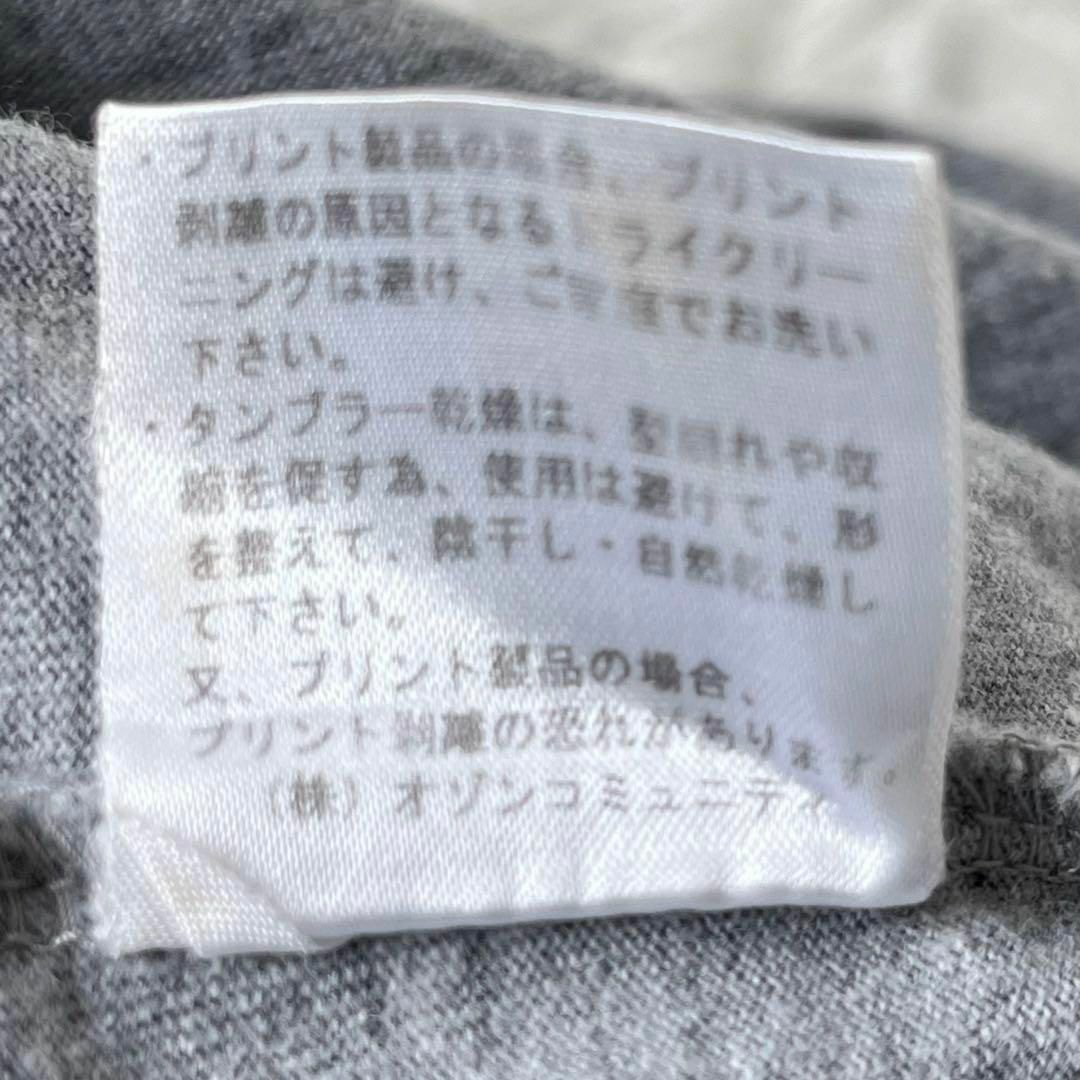 ・プリント製品の場合、プリント
剥離の原因となるドライクリー
ニングは避け、ご家庭でお洗い
下さい。
・タンブラー乾燥は、型崩れや収
縮を促す為、使用は避けて、形
を整えて、陰干し・自然乾燥し
て下さい。
又、プリント製品の場合、
プリント剥離の恐れがあります。
(株)オゾンコミュニティ